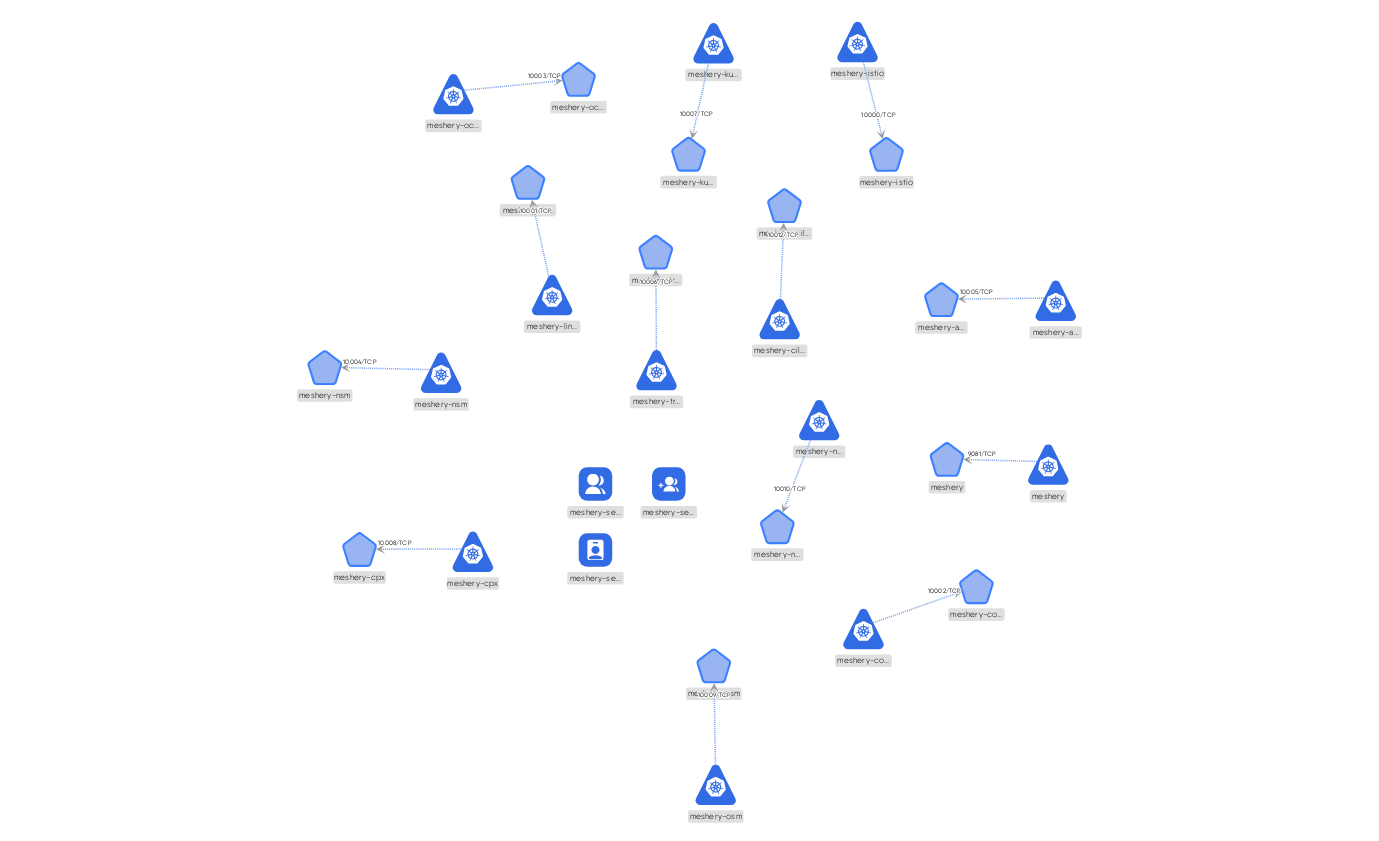 meshery-ku...
meshery-istio
10003/TCP
meshery-oc...
meshery-oc...
10007/TCP
10000/TCP
meshery-ku...
meshery-istio
10001/TCP
10012/TCP
10006/TCP
10005/TCP
meshery-a...
meshery-a...
meshery-lin...
meshery-cil...
10004/TCP
meshery-nsm
meshery-nsm
meshery-tr...
meshery-n...
9081/TCP
meshery
meshery
10010/TCP
meshery-se...
meshery-se...
10008/TCP
meshery-n...
meshery-cpx
meshery-cpx
meshery-se...
10002/TCP
meshery-co...
meshery-co...
10009/TCP
meshery-osm